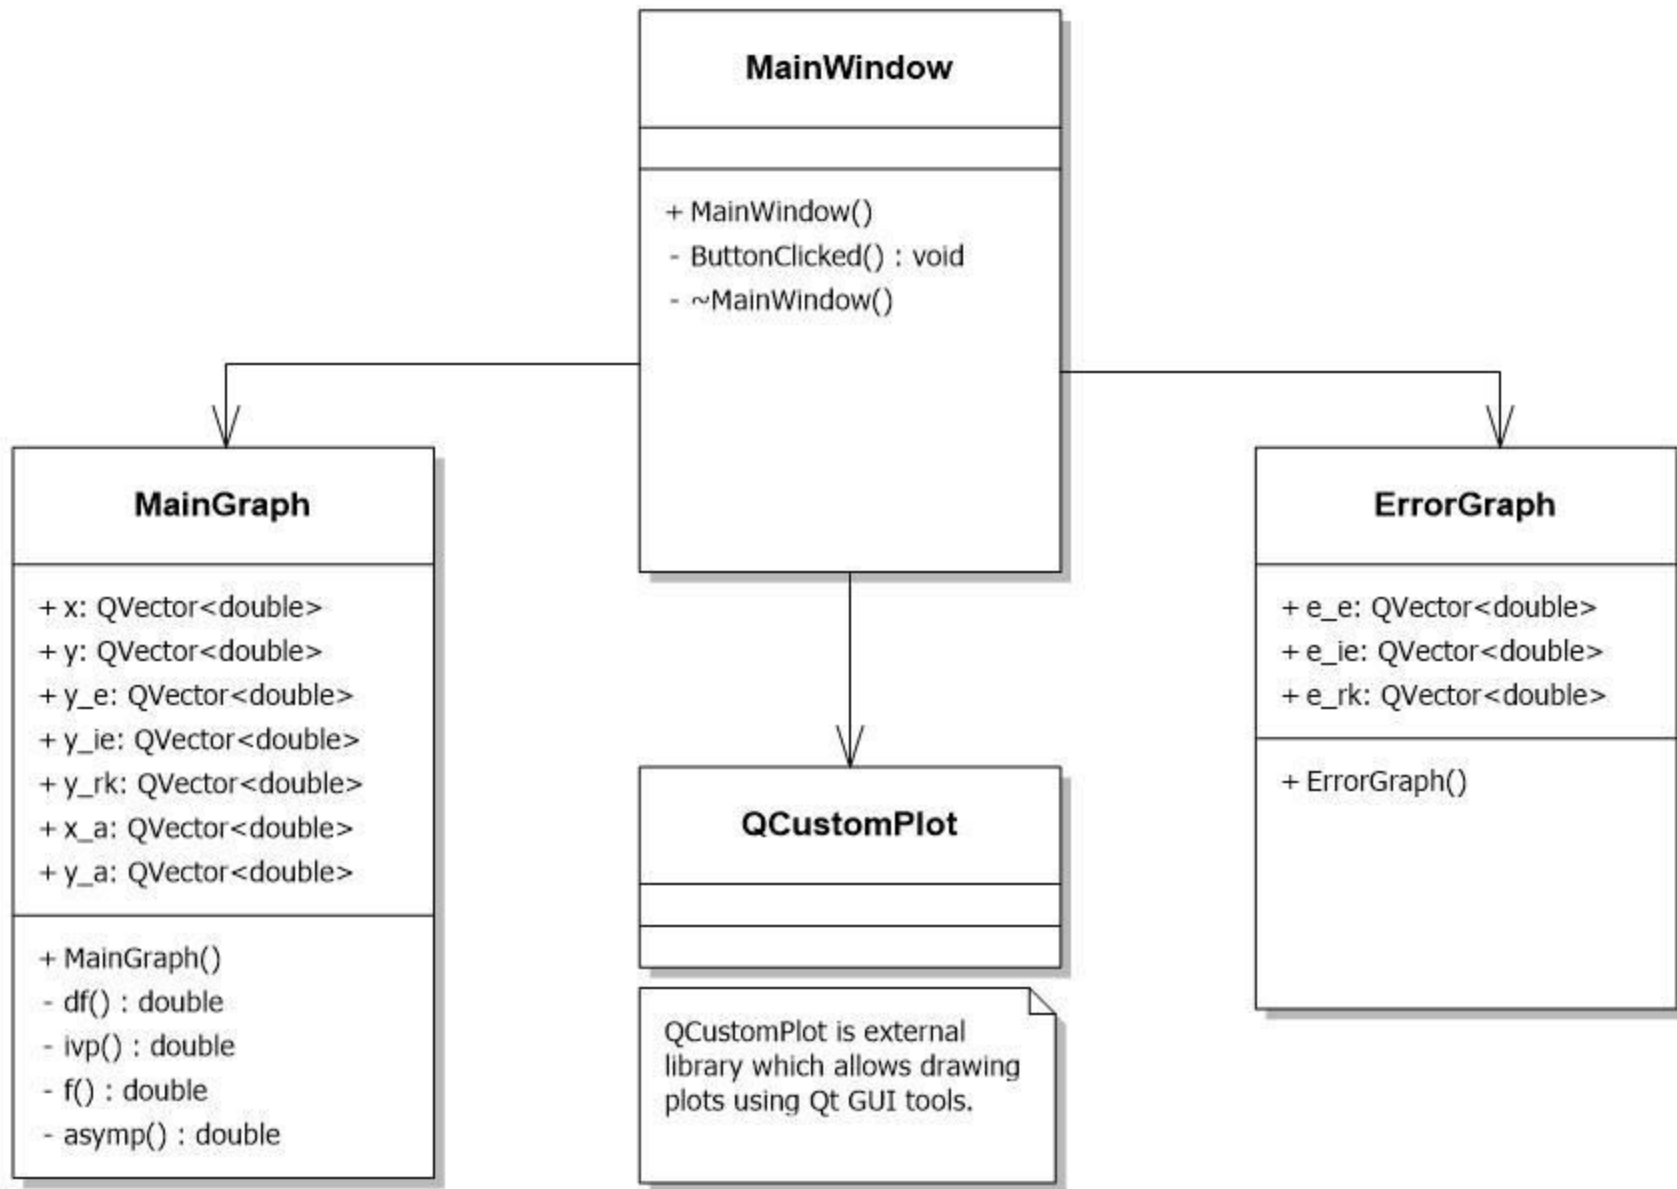 MainWindow
+ MainWindow()
- ButtonClicked() : void
- ~MainWindow()
MainGraph
+ x: QVector<double>
+ y: QVector<double>
+ y_e: QVector<double>
+ y_ie: QVector<double>
+ y_rk: QVector<double>
+ x_a: QVector<double>
+ y_a: QVector<double>
+ MainGraph()
- df() : double
- ivp() : double
- f() : double
- asymp() : double
QCustomPlot
QCustomPlot is external
library which allows drawing
plots using Qt GUI tools.
ErrorGraph
+ e_e: QVector<double>
+ e_ie: QVector<double>
+ e_rk: QVector<double>
+ ErrorGraph()